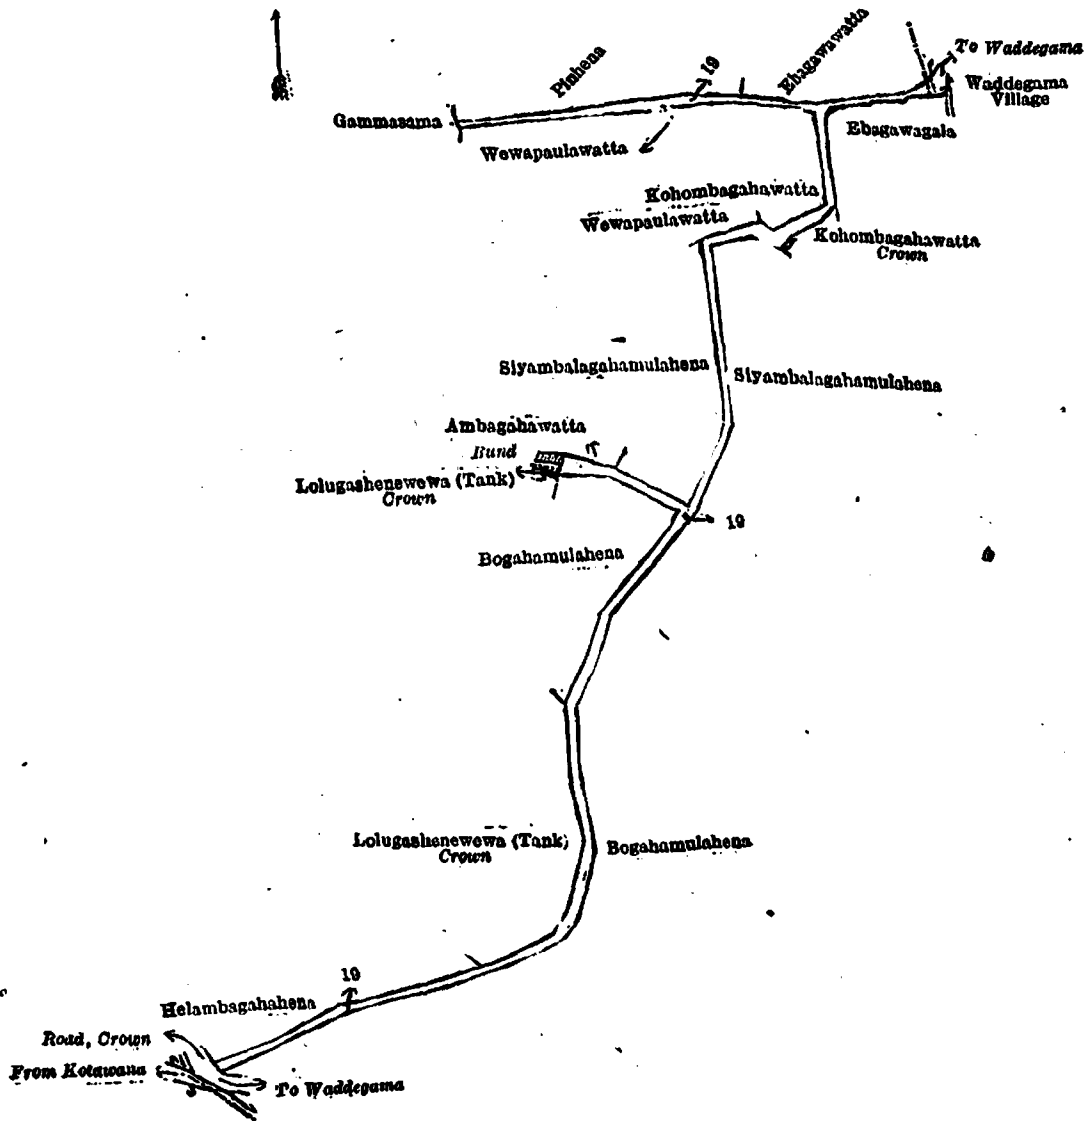 To Waddegama
Pinhena
19
Ebagawawatta
Waddegama
Village
Gammasama
Ebagawagala
Wewapaulawatta
Kohombagahawatta
Wewapaulawatta
Kohombagahawatta
Crown
Siyambalagahamulahena
Siyambalagahamulahena
Ambagahawatta
Bund
Lolugashenewewa (Tank)
Crown
19
Bogahamulahena
Lolugashenewewa (Tank)
Crown
Bogahamulahena
19
Helambagahahena
Road, Crown
From Kotawana
To Waddegama